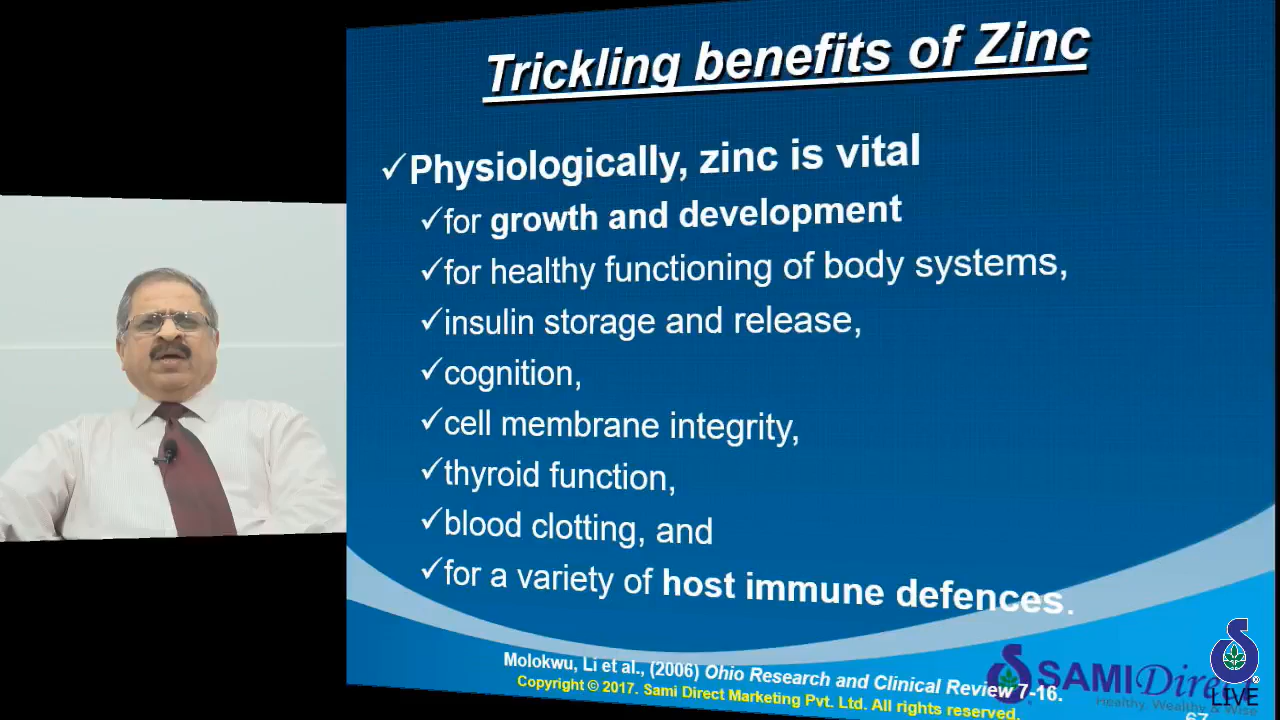 Trickling benefits of Zinc
✓Physiologically, zinc is vital
✓for growth and development
✓for healthy functioning of body systems,
✓insulin storage and release,
✓cognition,
✓cell membrane integrity,
✓thyroid function,
✓blood clotting, and
✓for a variety of host immune defences.
Molokwu, Li et al., (2006) Ohio Research and Clinical Review 7-16.
Copyright © 2017. Sami Direct Marketing Pvt. Ltd. All rights reserved.
SAMI Direct
Healthy, Wealthy & Wise
®
LIVE